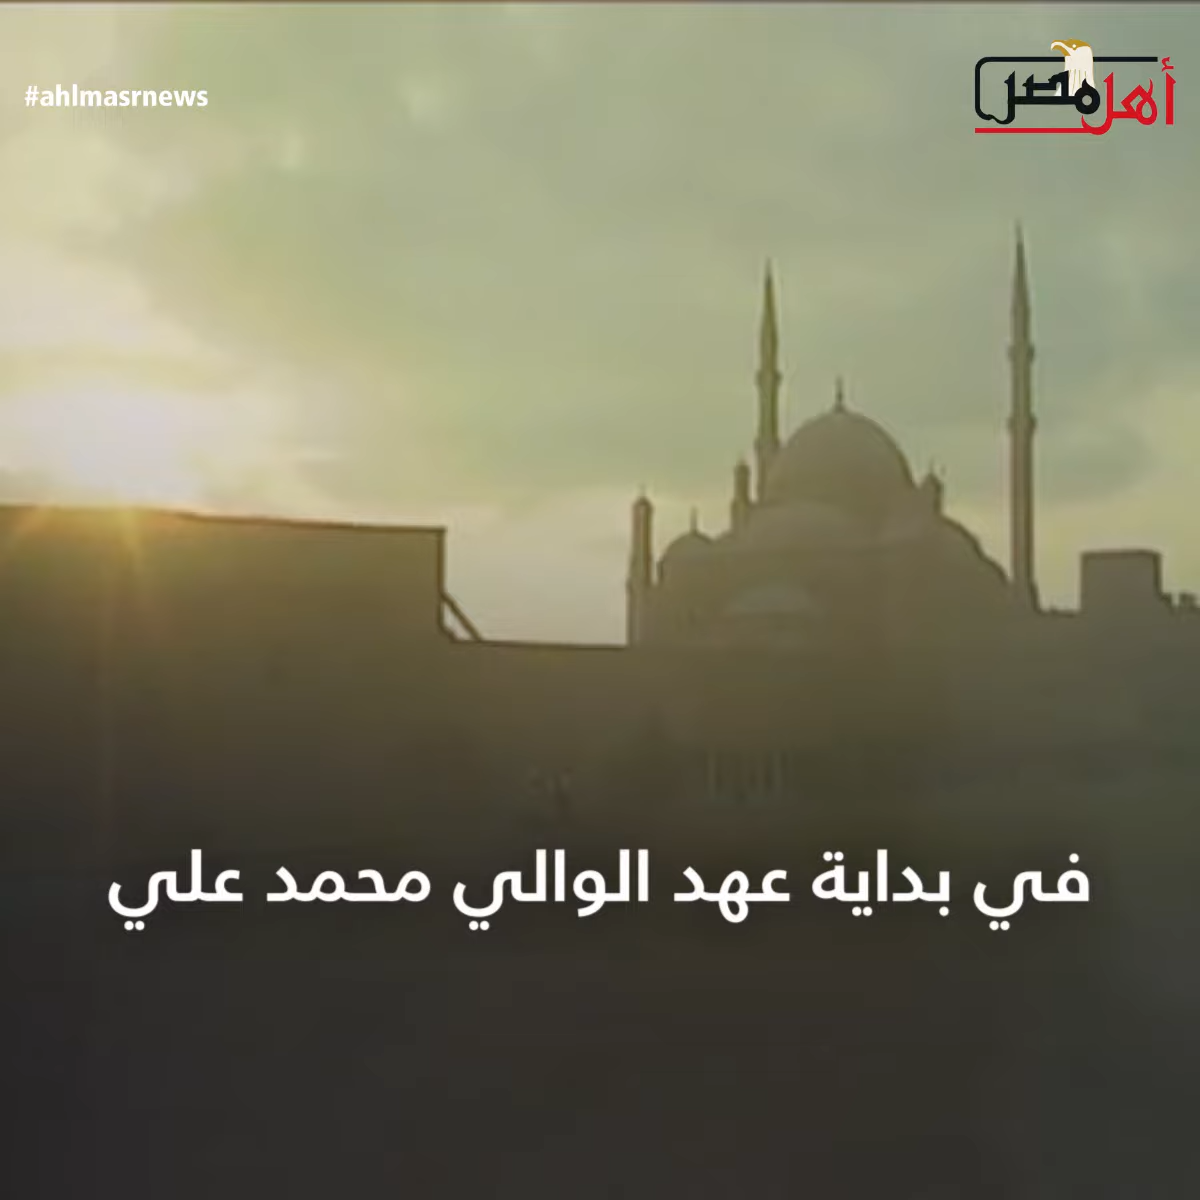 #ahlmasrnews
أهل مصر
في بداية عهد الوالي محمد علي